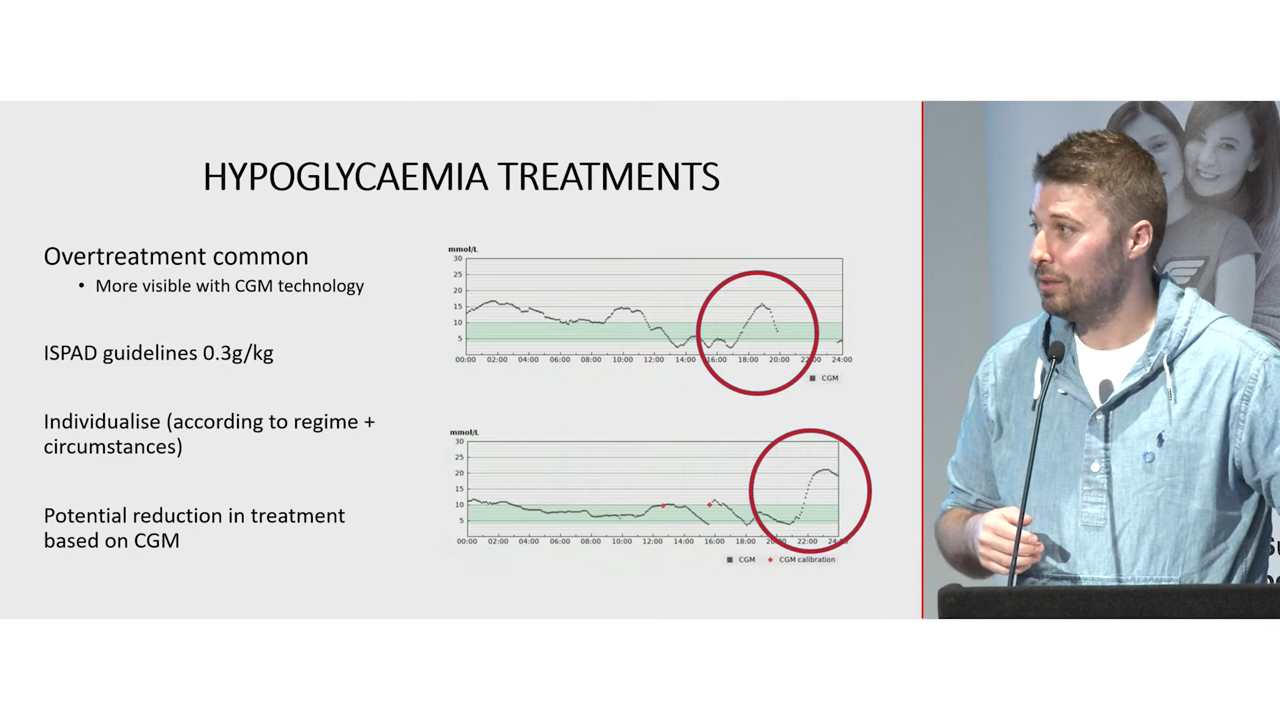 HYPOGLYCAEMIA TREATMENTS
Overtreatment common
• More visible with CGM technology
ISPAD guidelines 0.3g/kg
Individualise (according to regime +
circumstances)
Potential reduction in treatment
based on CGM
mmol/L
30
25
20
15
10
5
00:00 02:00 04:00 06:00 08:00 10:00 12:00 14:00 16:00 18:00 20:00 22:00 24:00
CGM
mmol/L
30
25
20
15
10
5
00:00 02:00 04:00 06:00 08:00 10:00 12:00 14:00 16:00 18:00 20:00 22:00
CGM CGM calibration